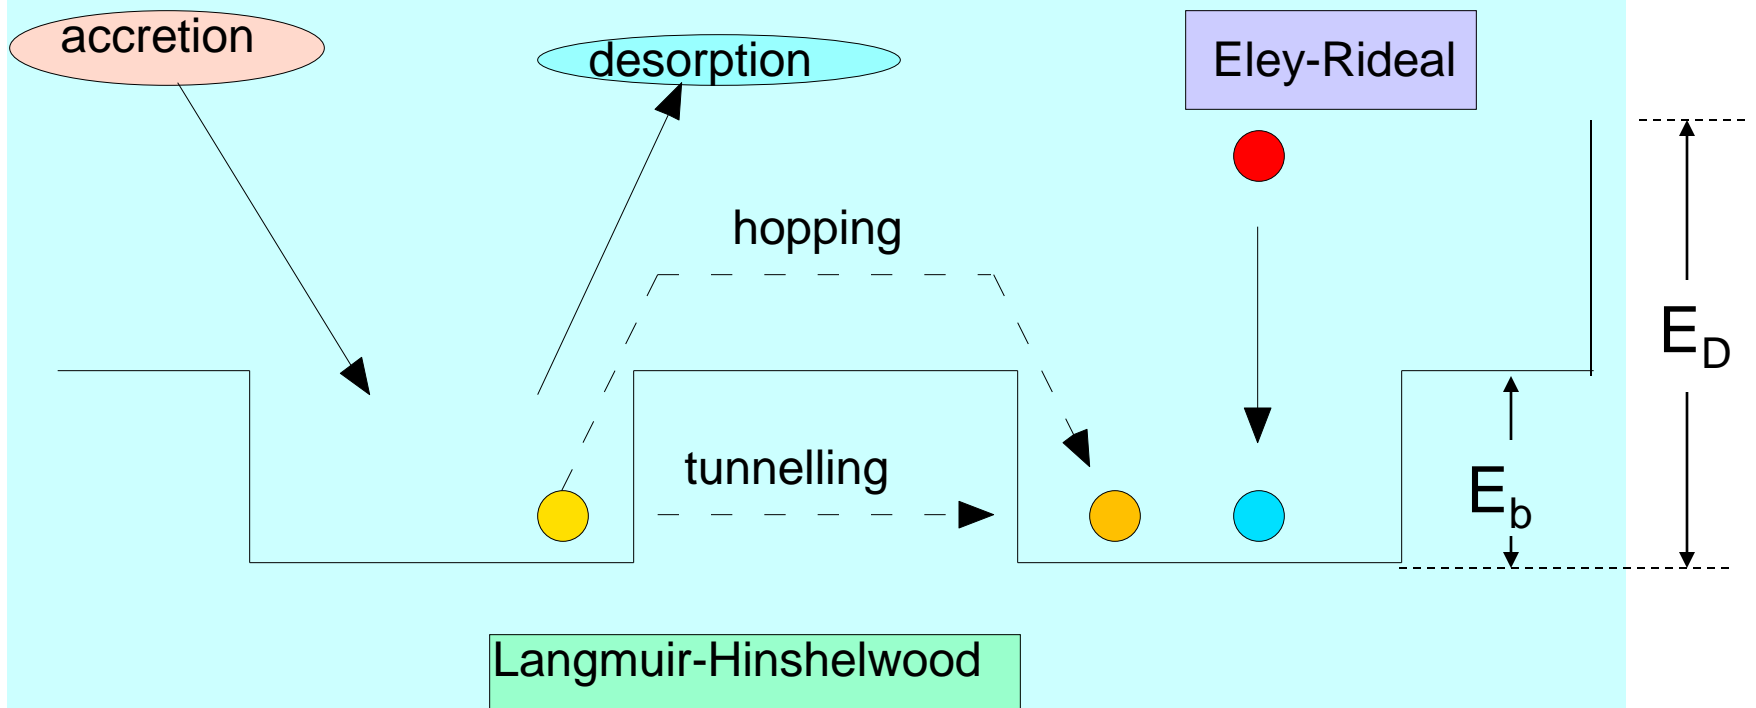 accretion
desorption
Eley-Rideal
hopping
E_D
tunnelling
E_b
Langmuir-Hinshelwood